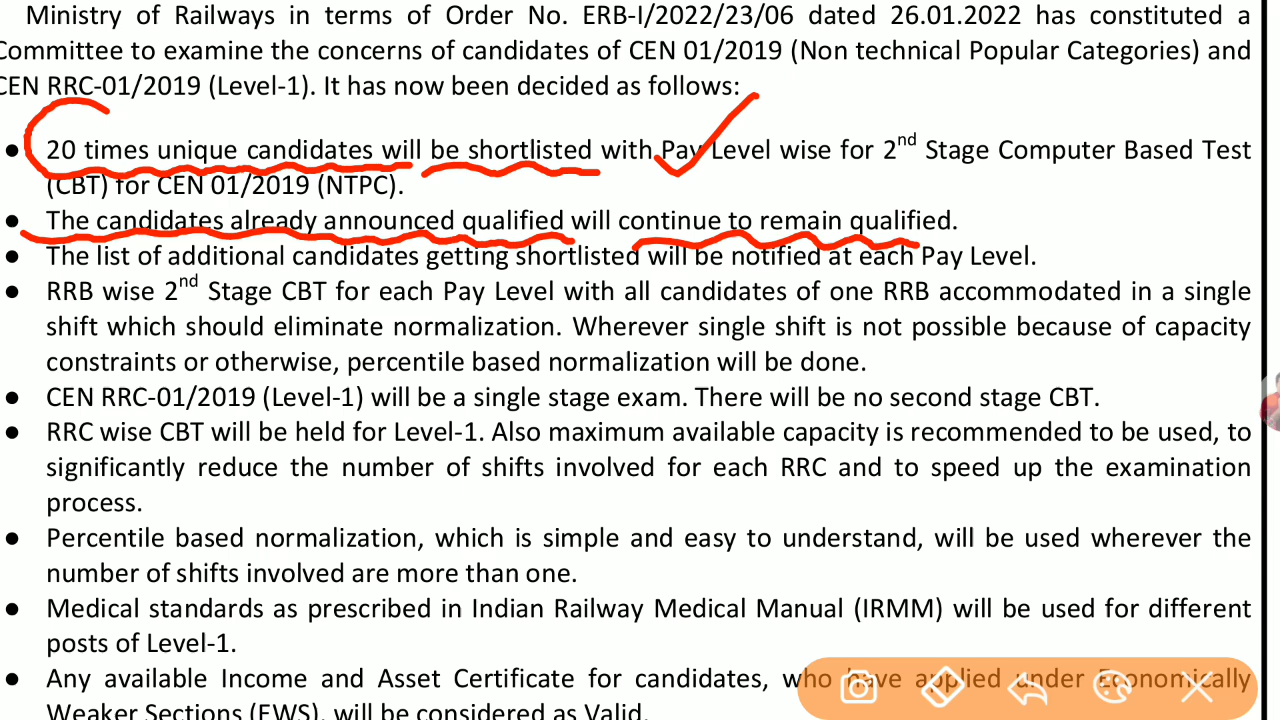 Ministry of Railways in terms of Order No. ERB-I/2022/23/06 dated 26.01.2022 has constituted a
Committee to examine the concerns of candidates of CEN 01/2019 (Non technical Popular Categories) and
CEN RRC-01/2019 (Level-1). It has now been decided as follows:
● 20 times unique candidates will be shortlisted with Pay Level wise for 2nd Stage Computer Based Test
(CBT) for CEN 01/2019 (NTPC).
● The candidates already announced qualified will continue to remain qualified.
● The list of additional candidates getting shortlisted will be notified at each Pay Level.
● RRB wise 2nd Stage CBT for each Pay Level with all candidates of one RRB accommodated in a single
shift which should eliminate normalization. Wherever single shift is not possible because of capacity
constraints or otherwise, percentile based normalization will be done.
● CEN RRC-01/2019 (Level-1) will be a single stage exam. There will be no second stage CBT.
● RRC wise CBT will be held for Level-1. Also maximum available capacity is recommended to be used, to
significantly reduce the number of shifts involved for each RRC and to speed up the examination
process.
● Percentile based normalization, which is simple and easy to understand, will be used wherever the
number of shifts involved are more than one.
● Medical standards as prescribed in Indian Railway Medical Manual (IRMM) will be used for different
posts of Level-1.
● Any available Income and Asset Certificate for candidates, who have applied under Economically
Weaker Sections (EWS), will be considered as Valid.